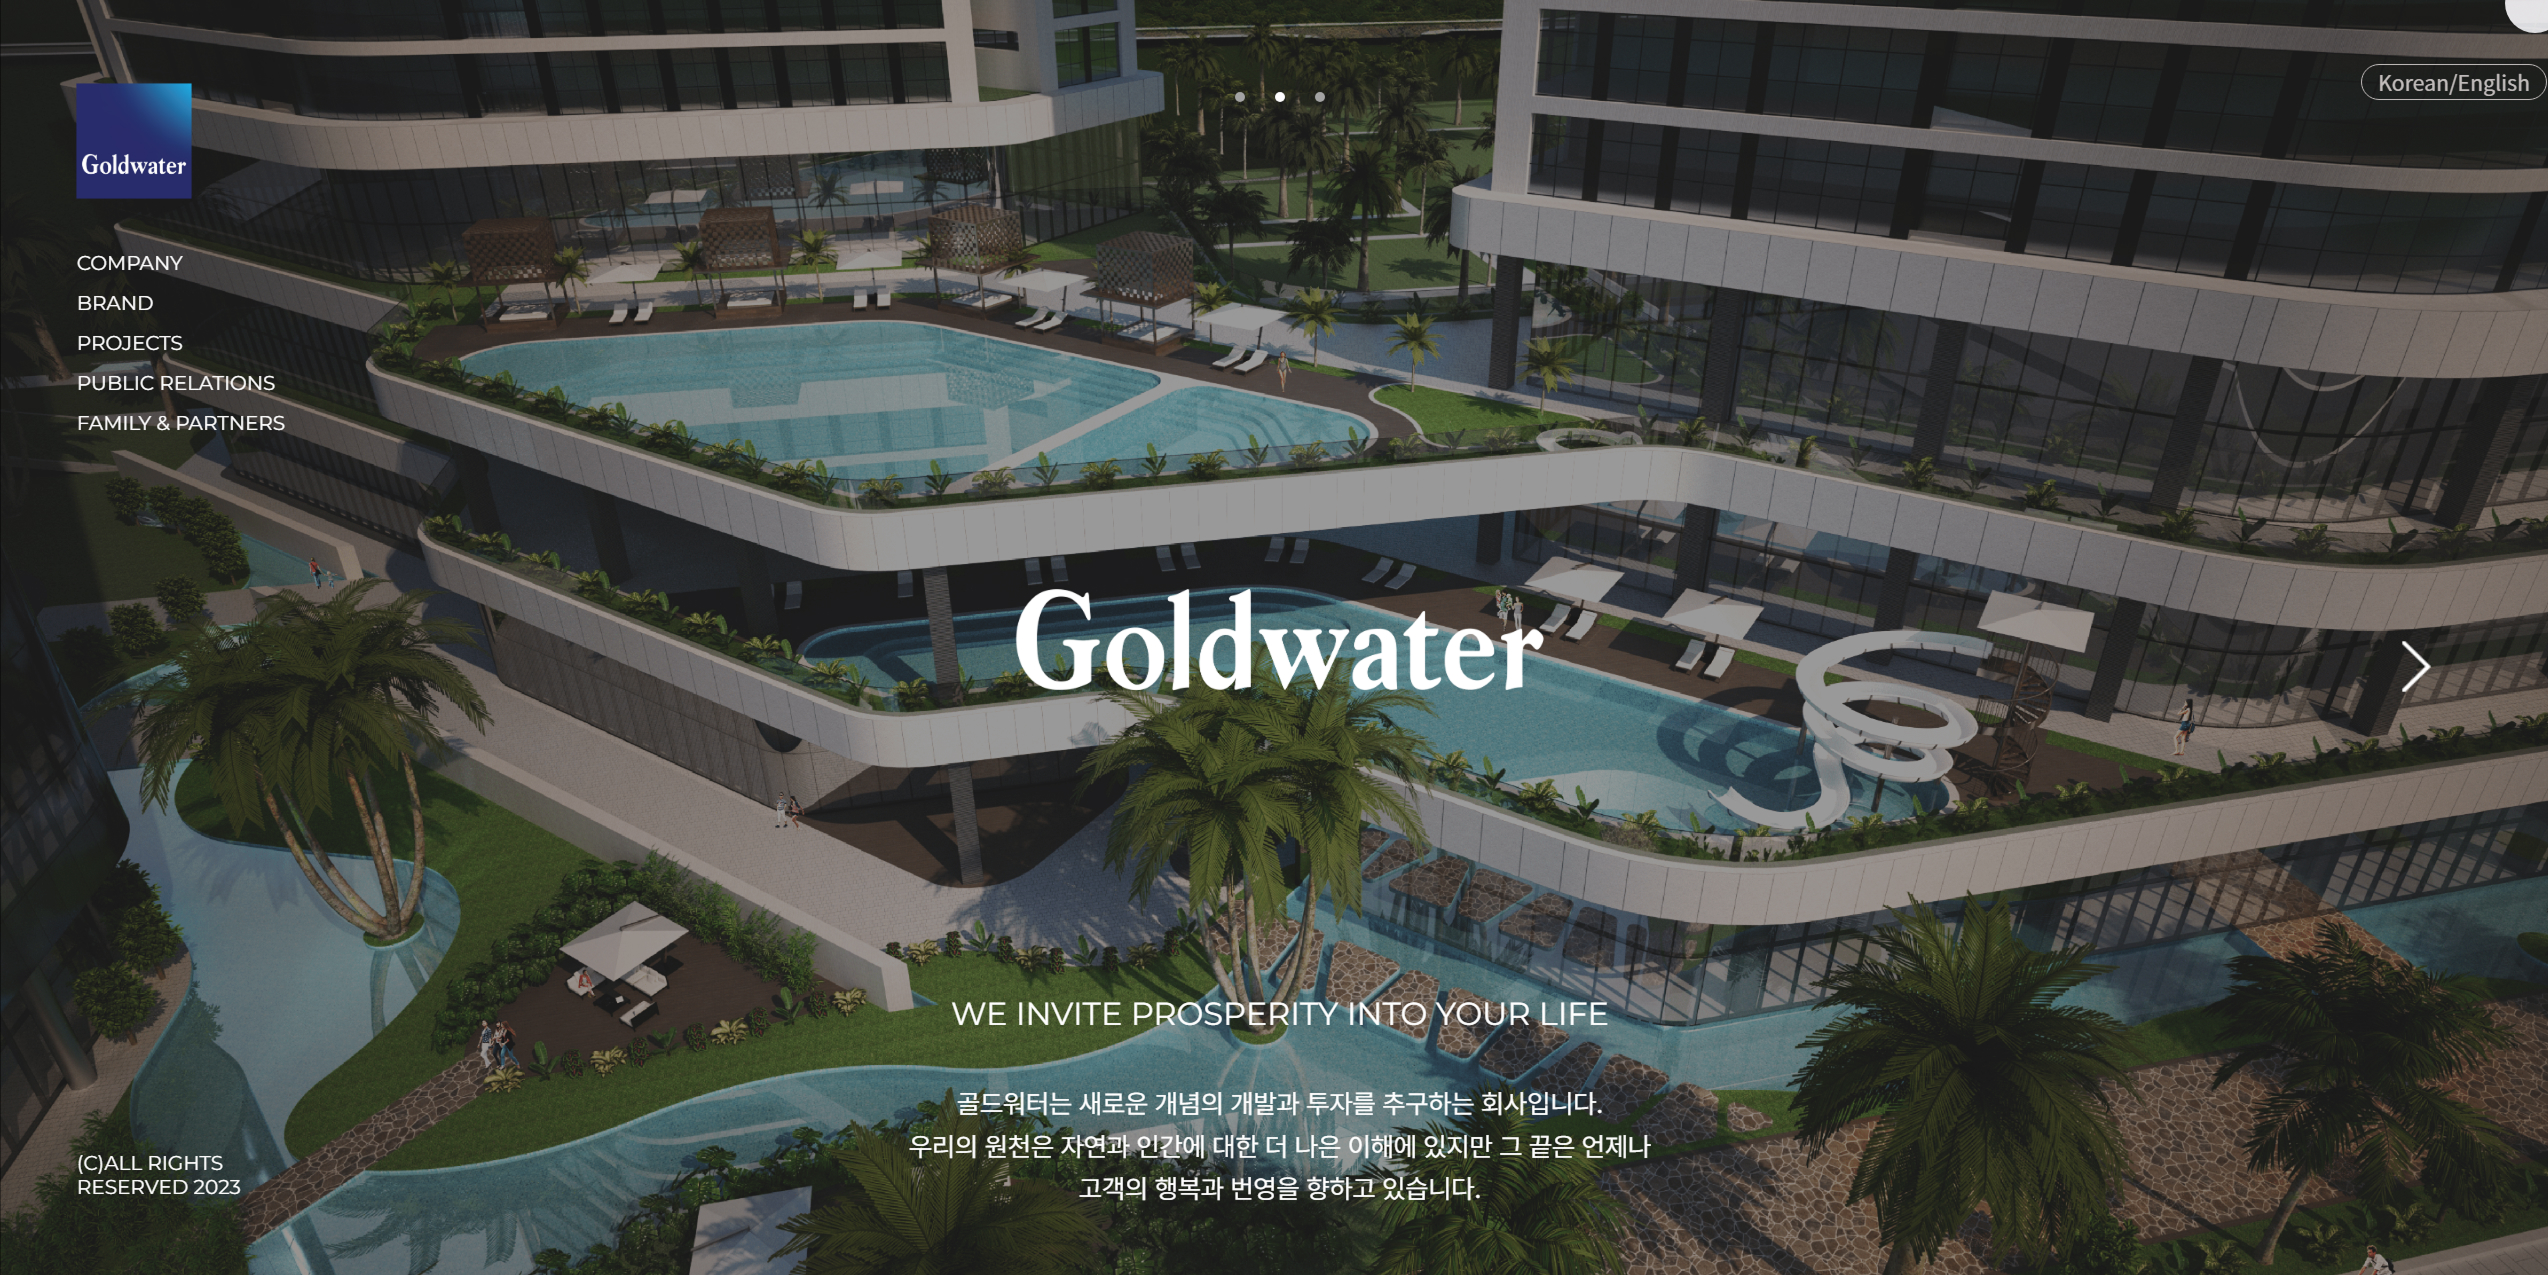 Korean/English
Goldwater
COMPANY
BRAND
PROJECTS
PUBLIC RELATIONS
FAMILY & PARTNERS
Goldwater
WE INVITE PROSPERITY INTO YOUR LIFE
골드워터는 새로운 개념의 개발과 투자를 추구하는 회사입니다.
우리의 원천은 자연과 인간에 대한 더 나은 이해에 있지만 그 끝은 언제나
고객의 행복과 번영을 향하고 있습니다.
(C)ALL RIGHTS
RESERVED 2023